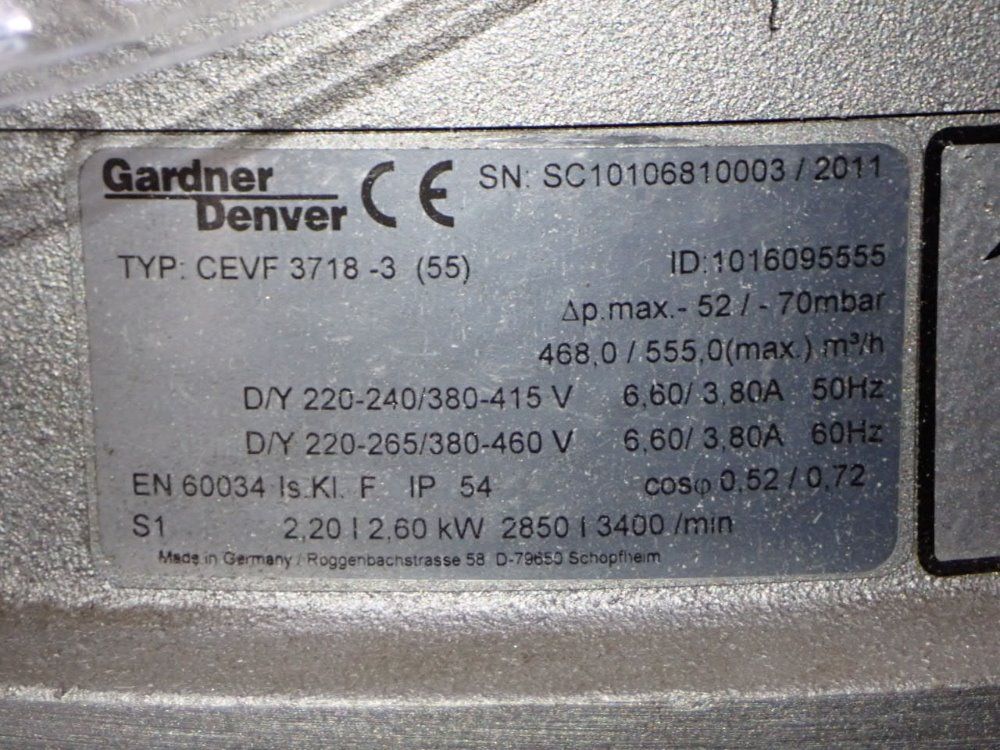 Gardner
Denver
CE
SN: SC10106810003 / 2011
TYP: CEVF 3718 -3 (55)
ID:1016095555
Δp.max.- 52 / - 70mbar
468,0 / 555,0(max.) m³/h
D/Y 220-240/380-415 V 6,60/ 3,80A 50Hz
D/Y 220-265/380-460 V 6,60/ 3,80A 60Hz
EN 60034 Is.Kl. F IP 54 cosφ 0,52 / 0,72
S1 2,20 I 2,60 kW 2850 I 3400 /min
Made in Germany / Roggenbachstrasse 58 D-79650 Schopfheim